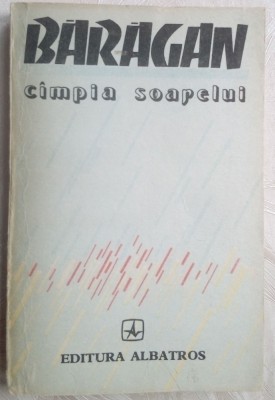 BĂRĂGAN
cîmpia soarelui
EDITURA ALBATROS